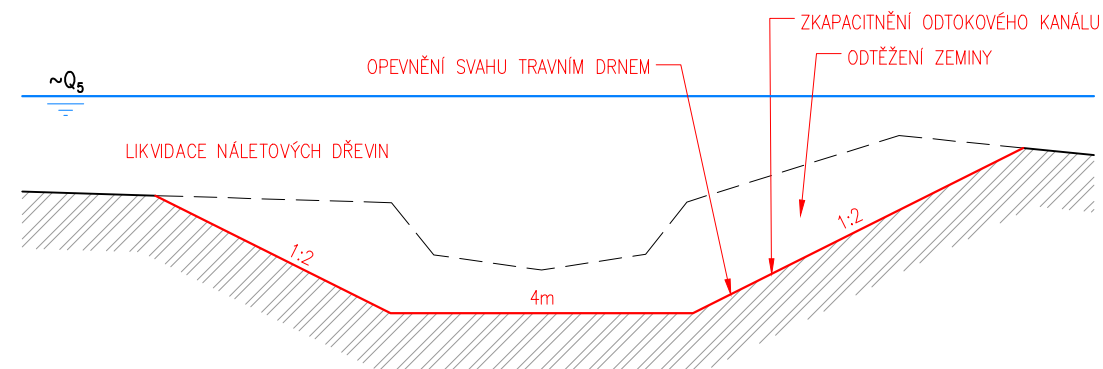 ZKAPACITNĚNÍ ODTOKOVÉHO KANÁLU
ODTĚŽENÍ ZEMINY
OPEVNĚNÍ SVAHU TRAVNÍM DRNEM
~Q5
LIKVIDACE NÁLETOVÝCH DŘEVIN
1:2
1:2
4m